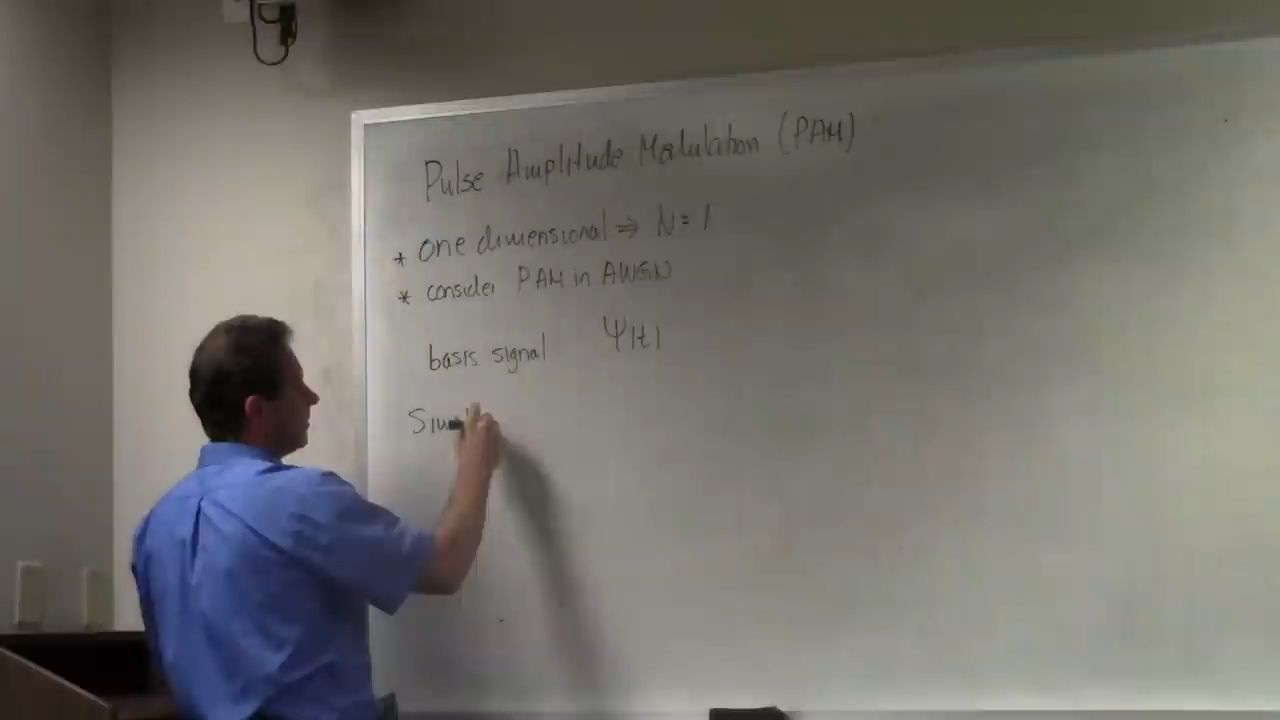 Pulse Amplitude Modulation (PAM)
* one dimensional ⇒ N = 1
* consider PAM in AWGN
basis signal ψ(t)